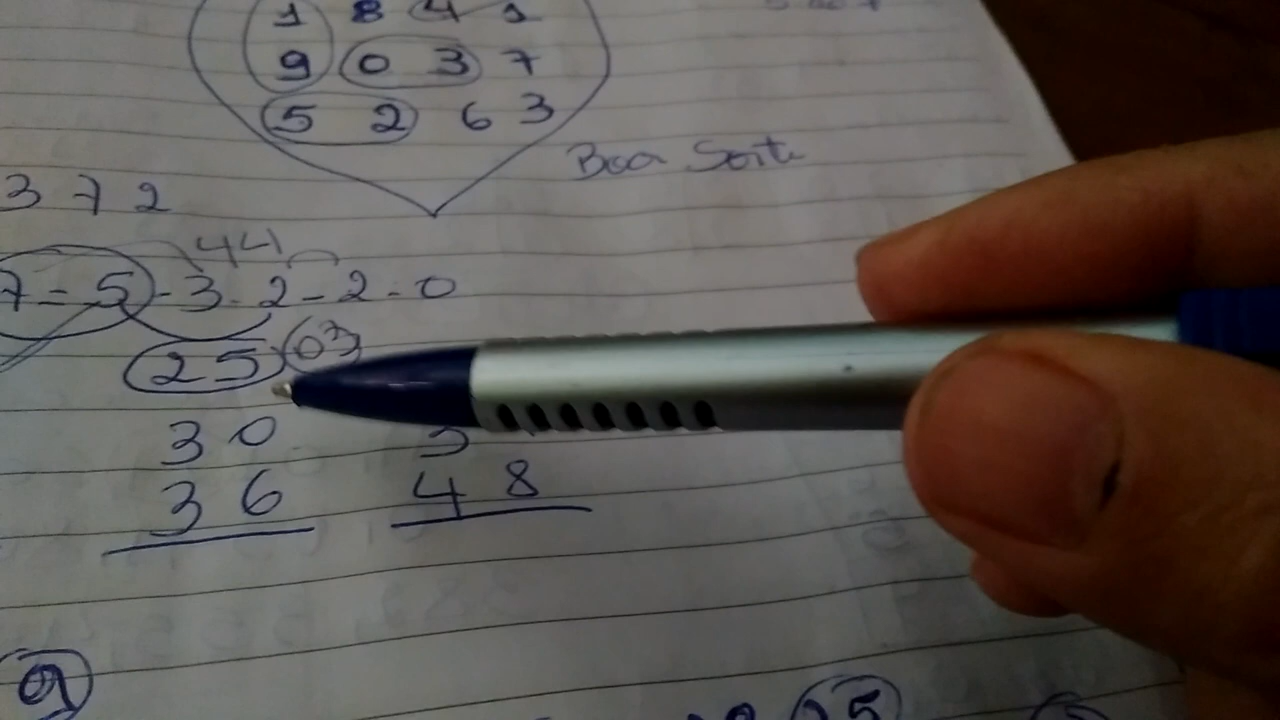 1 8 4 1
9 0 3 7
5 2 6 3
Boa Sorte
3 7 2
44
7 - 5 - 3 - 2 - 2 - 0
25 03
30
36 48
9
25